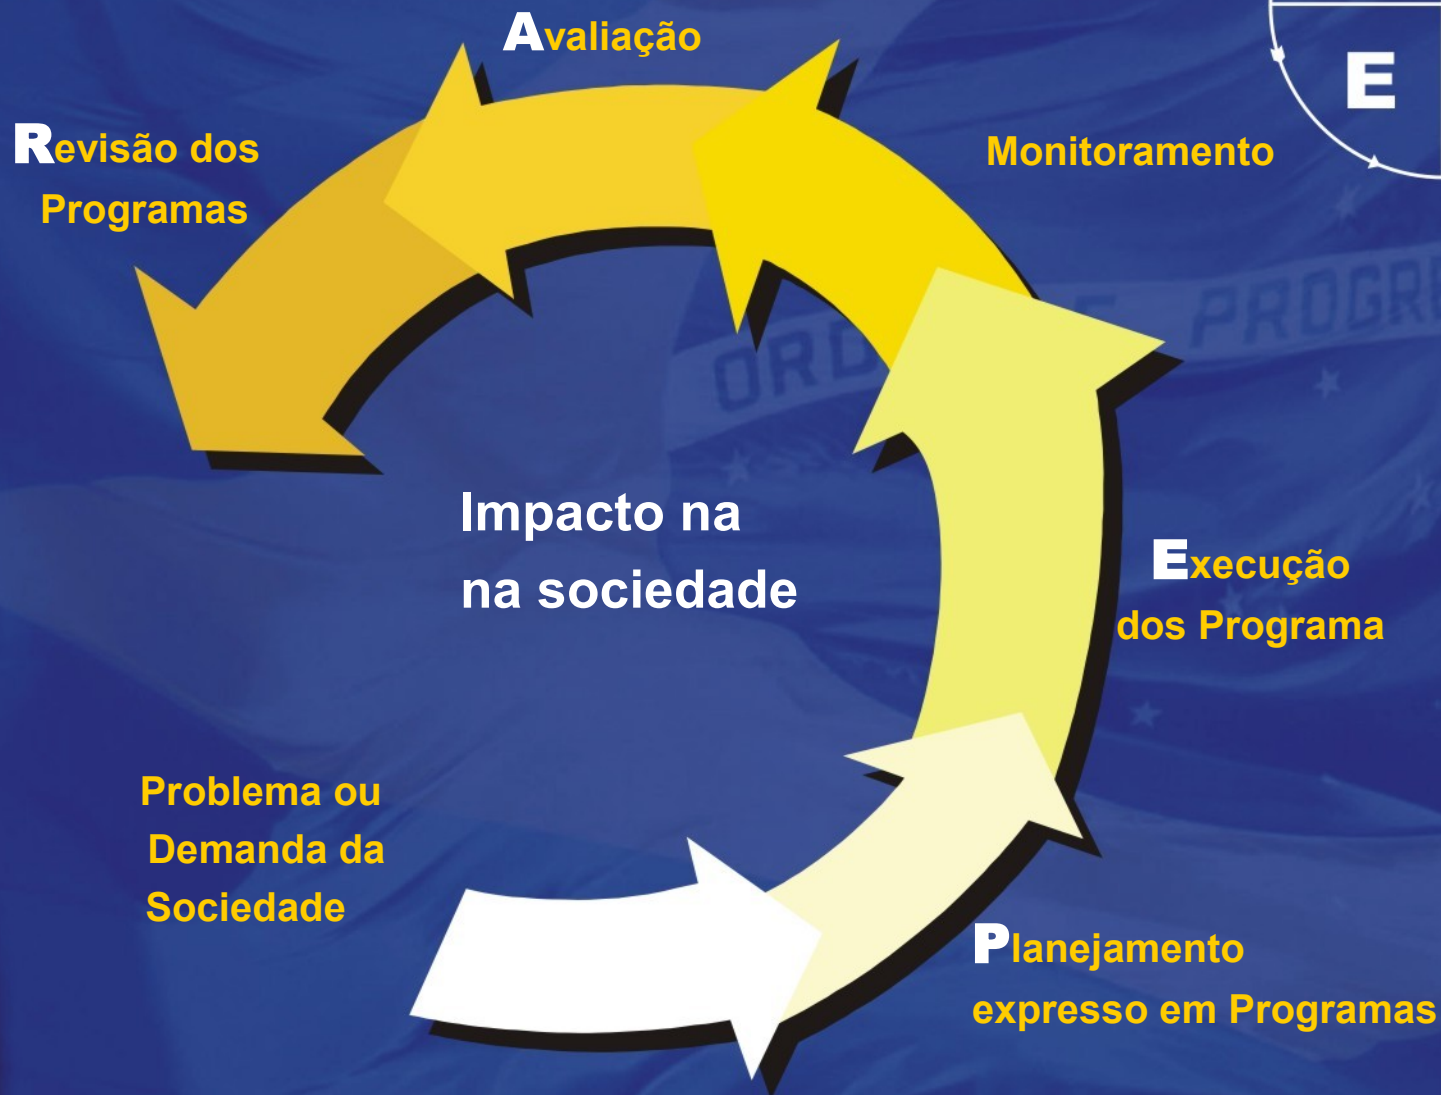 Avaliação
E
Revisão dos
Programas
Monitoramento
Impacto na
na sociedade
Execução
dos Programa
Problema ou
Demanda da
Sociedade
Planejamento
expresso em Programas